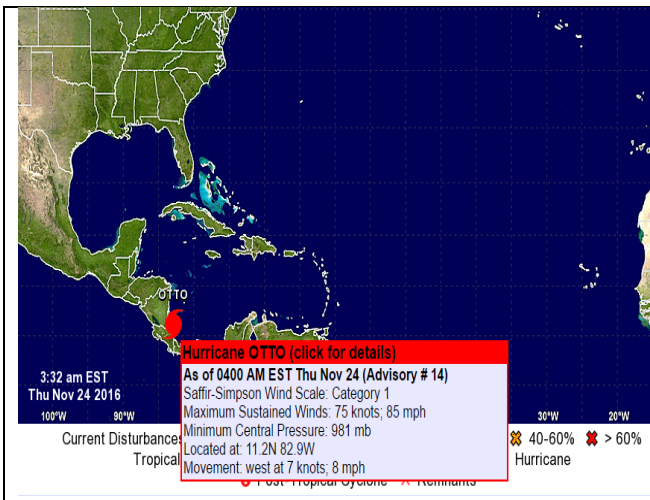 OTTO
Hurricane OTTO (click for details)
As of 0400 AM EST Thu Nov 24 (Advisory # 14)
Saffir-Simpson Wind Scale: Category 1
Maximum Sustained Winds: 75 knots; 85 mph
Minimum Central Pressure: 981 mb
Located at: 11.2N 82.9W
Movement: west at 7 knots; 8 mph
3:32 am EST
Thu Nov 24 2016
100°W 90°W 30°W 20°W
Current Disturbances 40-60% > 60%
Tropical Hurricane
Post-Tropical Cyclone Remnants